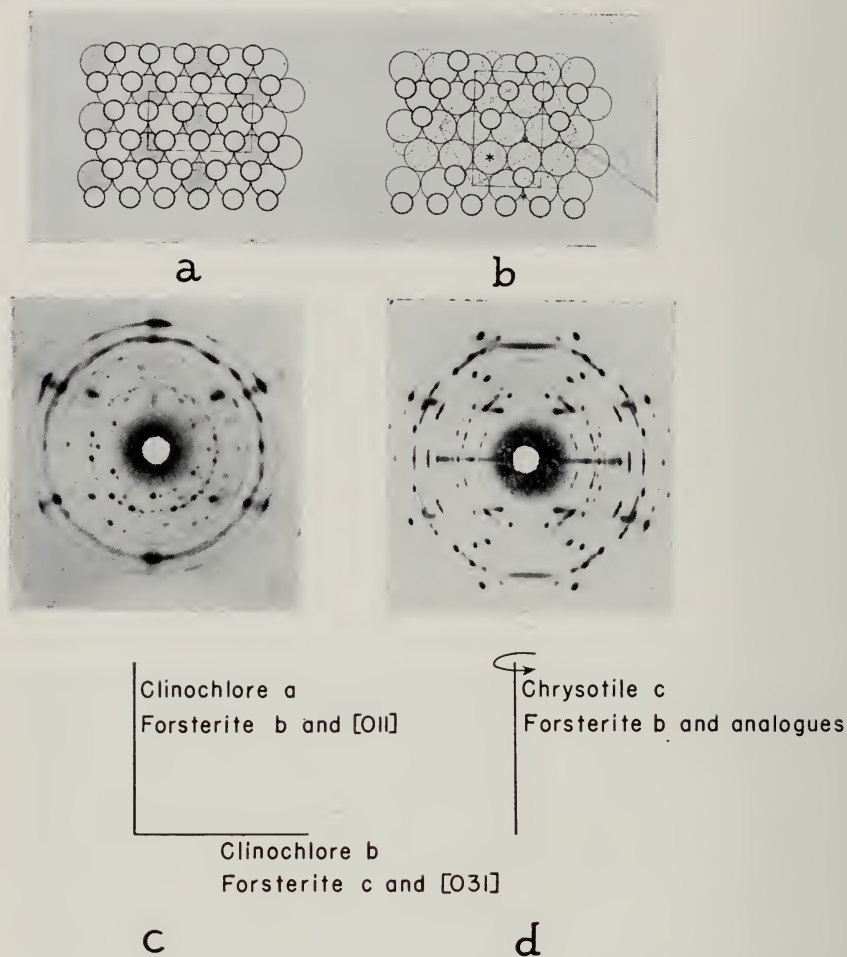 a
b
Clinochlore a
Forsterite b and [011]
Chrysotile c
Forsterite b and analogues
Clinochlore b
Forsterite c and [031]
c
d